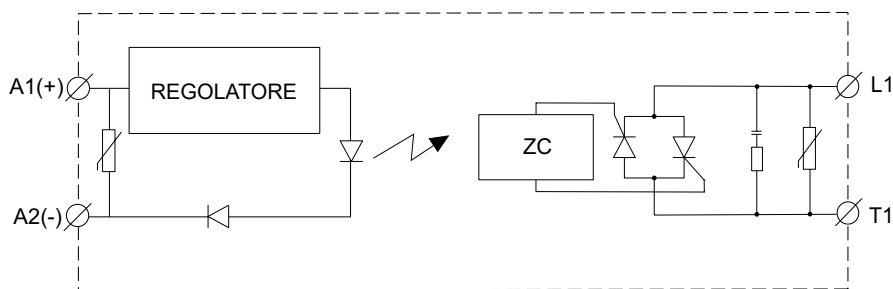 A1(+)
REGOLATORE
A2(-)
ZC
L1
T1